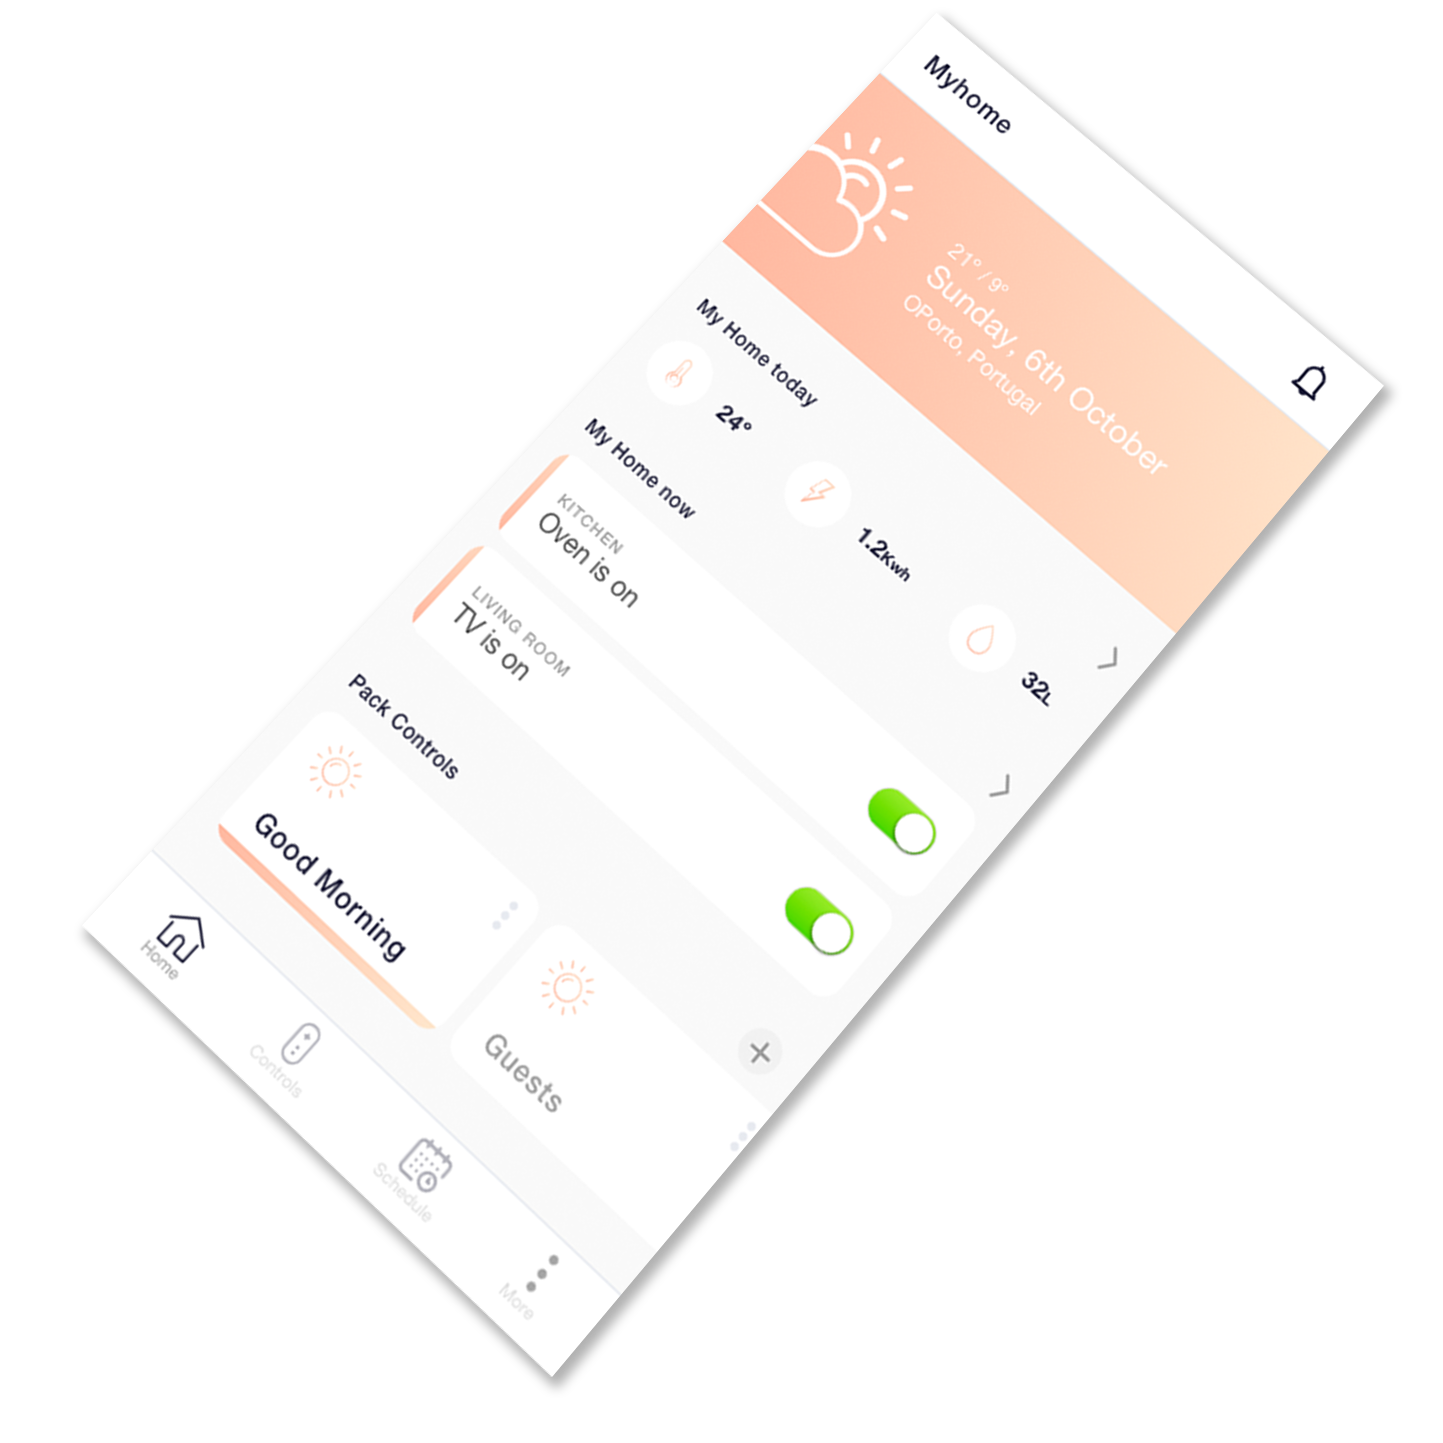 Myhome
21° / 9°
Sunday, 6th October
OPorto, Portugal
My Home today
24°
1.2Kwh
32L
My Home now
KITCHEN
Oven is on
LIVING ROOM
TV is on
Pack Controls
Good Morning
Guests
Home
Controls
Schedule
More